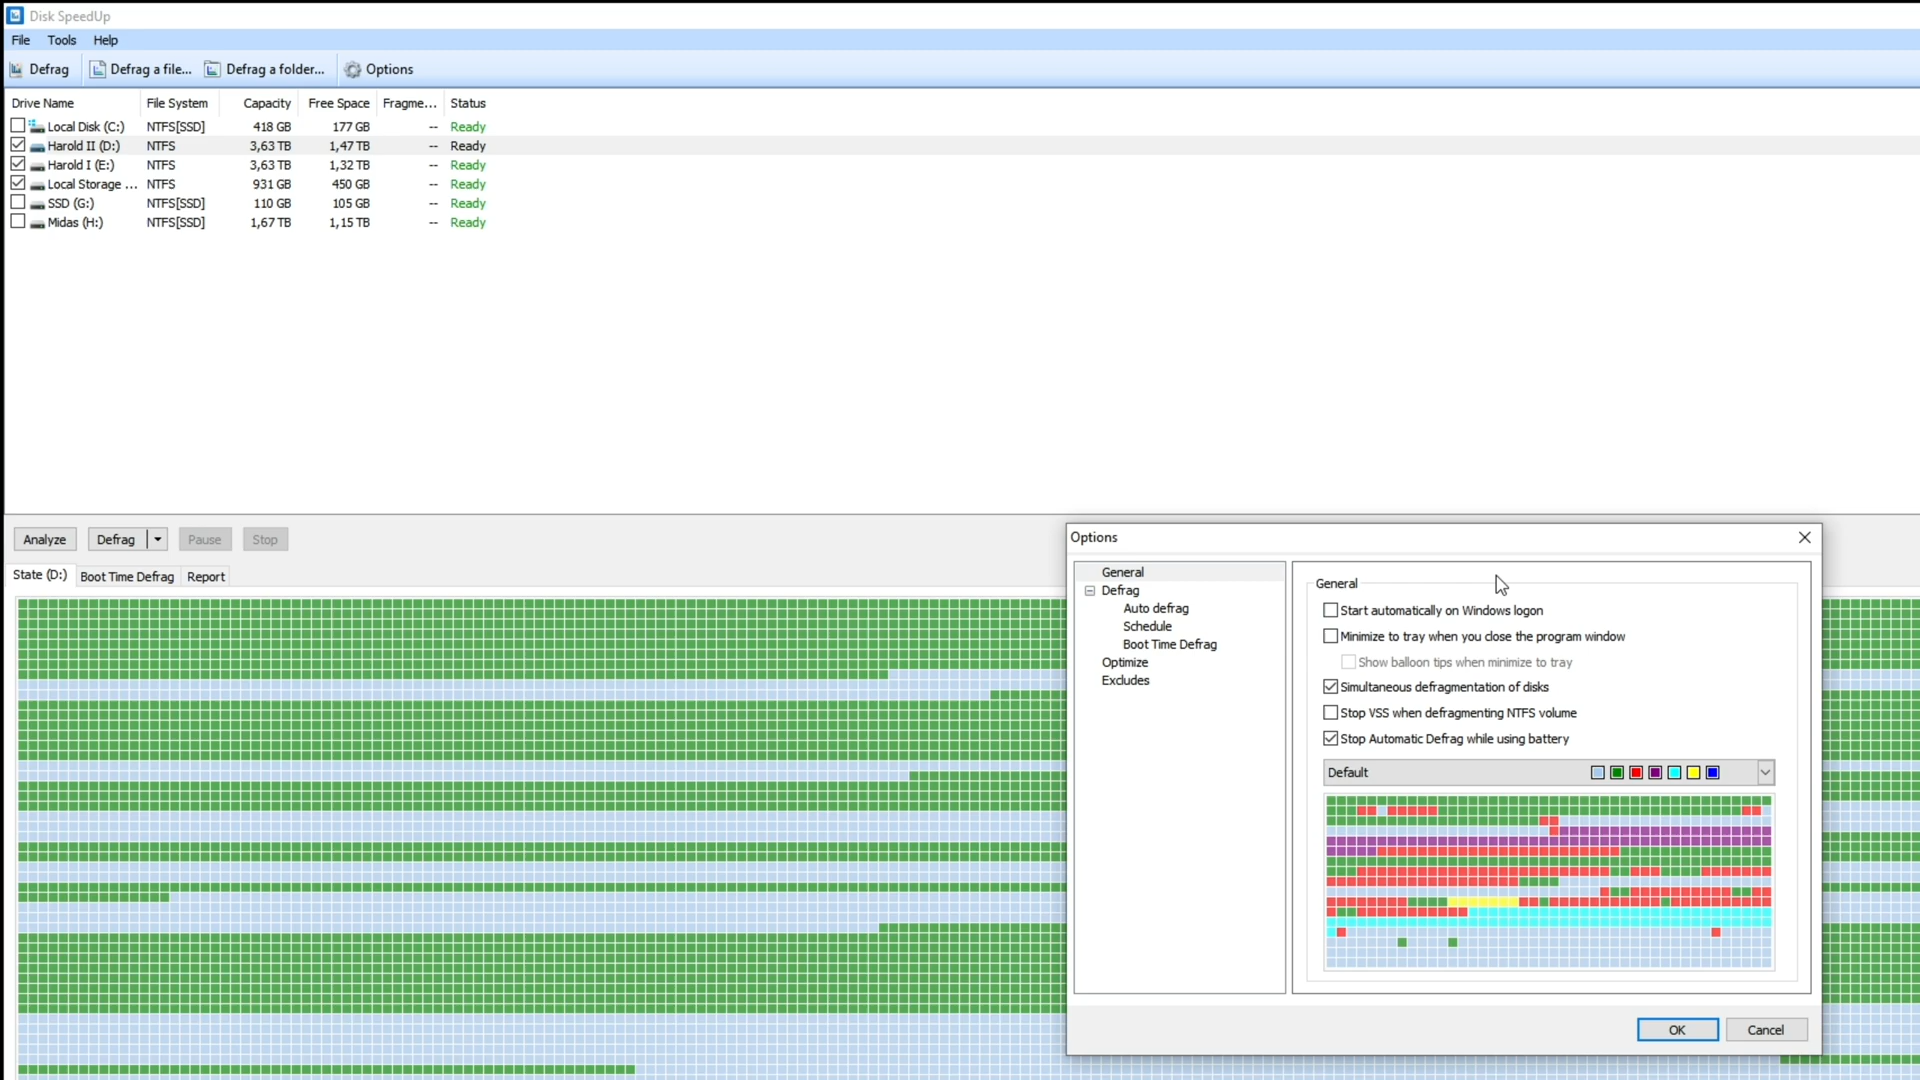 Disk SpeedUp
File Tools Help
Defrag Defrag a file... Defrag a folder... Options
Drive Name File System Capacity Free Space Fragme... Status
Local Disk (C:) NTFS[SSD] 418 GB 177 GB -- Ready
Harold II (D:) NTFS 3,63 TB 1,47 TB -- Ready
Harold I (E:) NTFS 3,63 TB 1,32 TB -- Ready
Local Storage ... NTFS 931 GB 450 GB -- Ready
SSD (G:) NTFS[SSD] 110 GB 105 GB -- Ready
Midas (H:) NTFS[SSD] 1,67 TB 1,15 TB -- Ready
Analyze Defrag Pause Stop
State (D:) Boot Time Defrag Report
Options
General
Defrag
Auto defrag
Schedule
Boot Time Defrag
Optimize
Excludes
General
Start automatically on Windows logon
Minimize to tray when you close the program window
Show balloon tips when minimize to tray
Simultaneous defragmentation of disks
Stop VSS when defragmenting NTFS volume
Stop Automatic Defrag while using battery
Default
OK Cancel